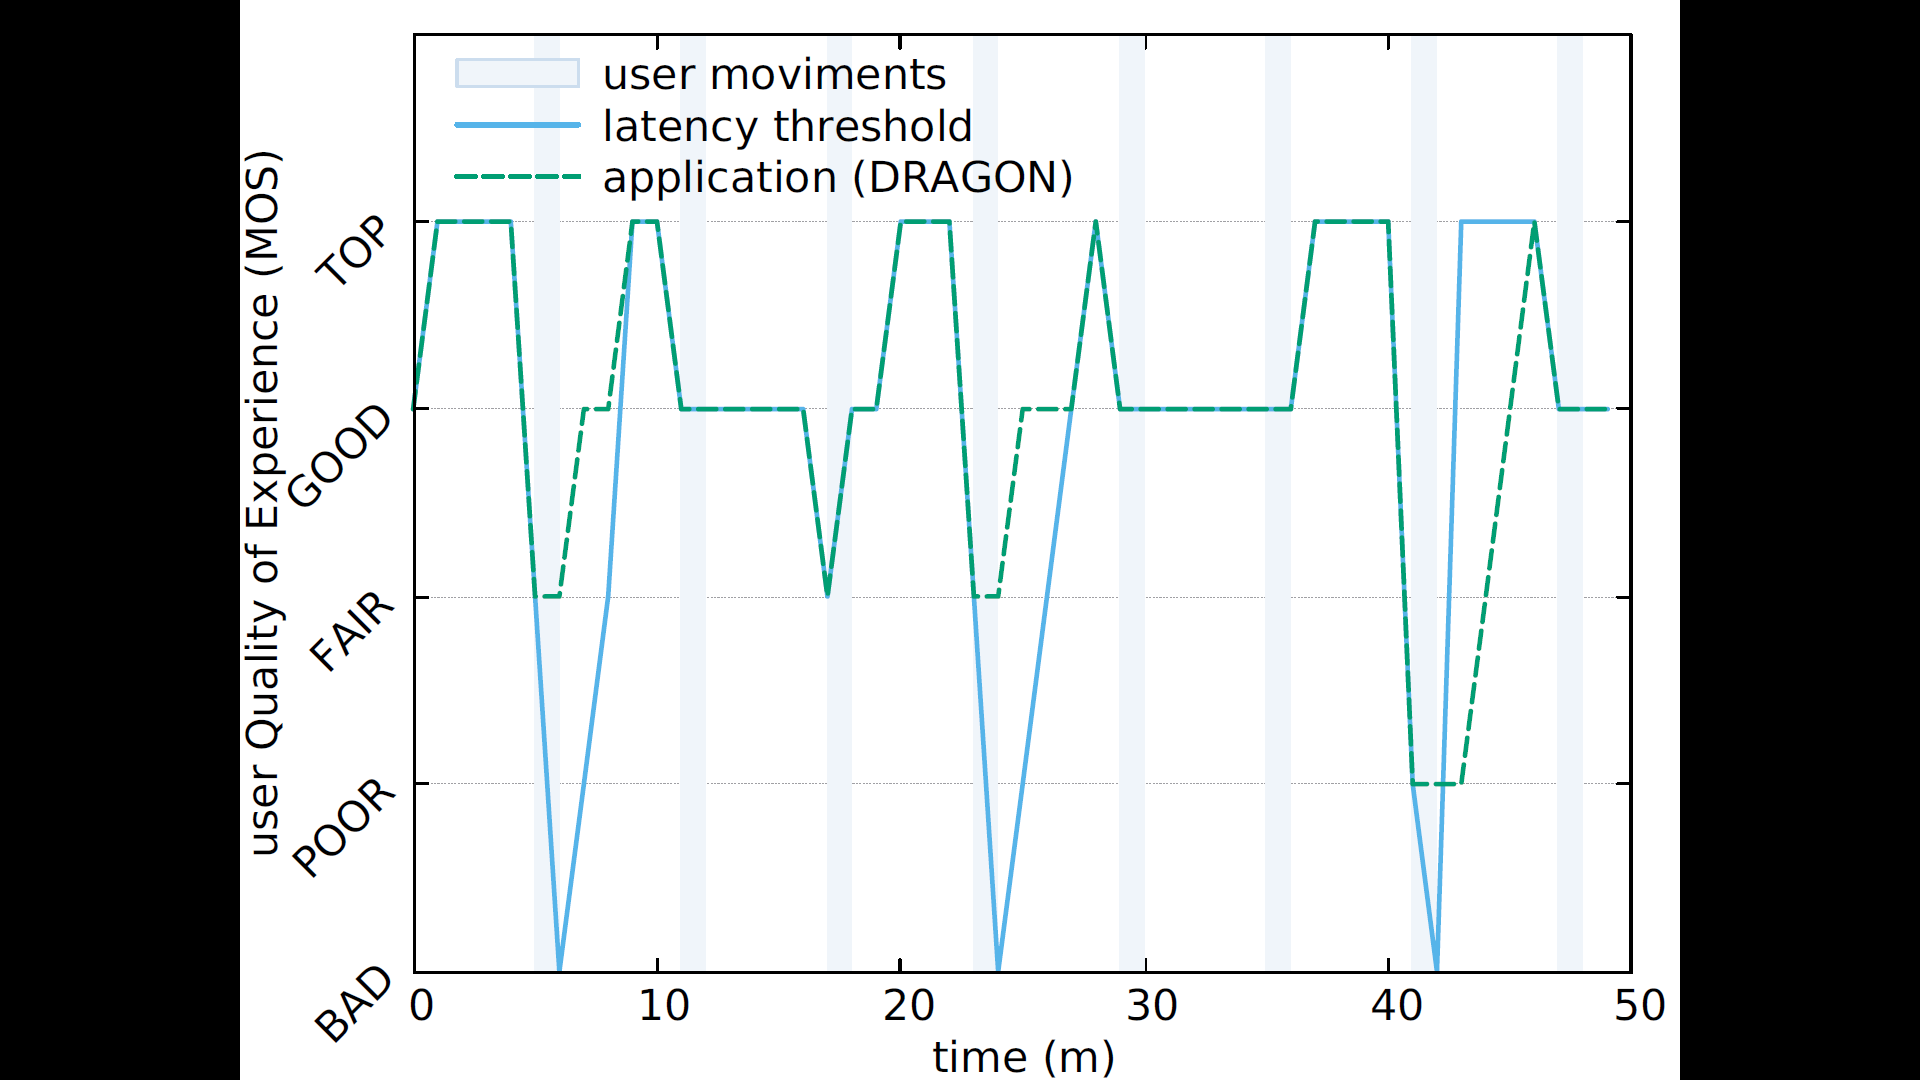 user moviments
latency threshold
application (DRAGON)
user Quality of Experience (MOS)
TOP
GOOD
FAIR
POOR
BAD
0 10 20 30 40 50
time (m)